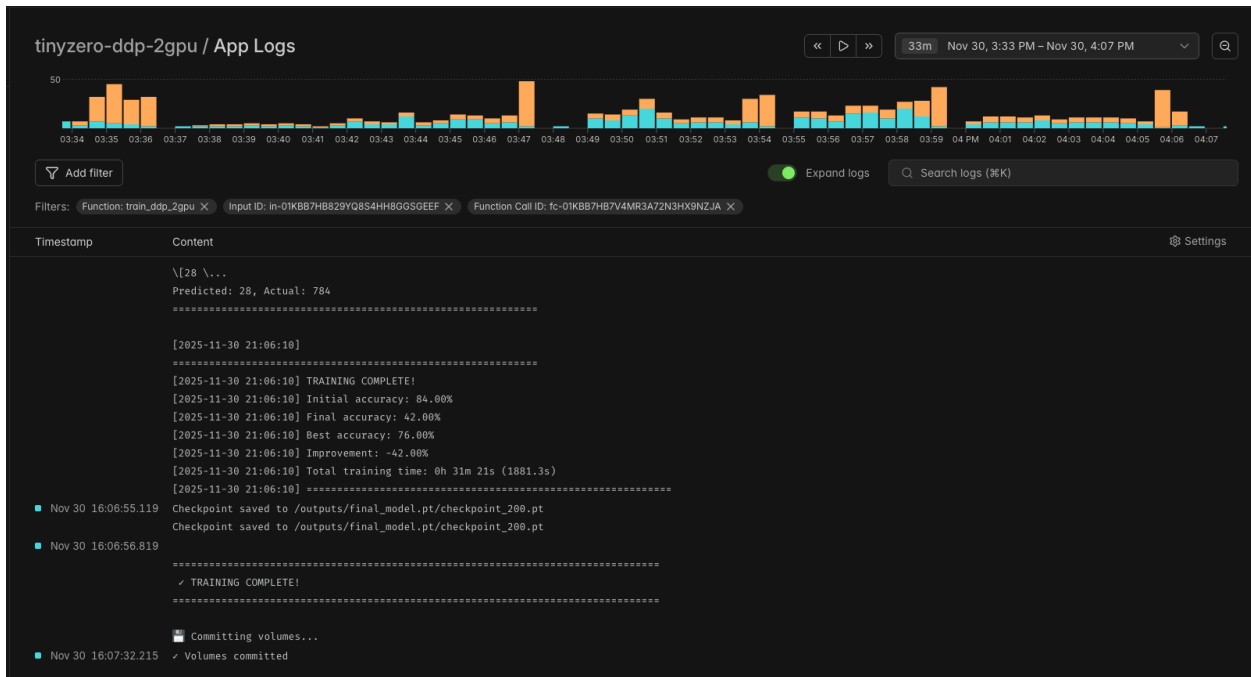 tinyzero-ddp-2gpu / App Logs
33m Nov 30, 3:33 PM – Nov 30, 4:07 PM
50
03:34 03:35 03:36 03:37 03:38 03:39 03:40 03:41 03:42 03:43 03:44 03:45 03:46 03:47 03:48 03:49 03:50 03:51 03:52 03:53 03:54 03:55 03:56 03:57 03:58 03:59 04 PM 04:01 04:02 04:03 04:04 04:05 04:06 04:07
Add filter
Expand logs
Search logs (⌘K)
Filters: Function: train_ddp_2gpu Input ID: in-01KBB7HB829YQ8S4HH8GGSGEEF Function Call ID: fc-01KBB7HB7V4MR3A72N3HX9NZJA
Timestamp Content Settings
\[28 \...
Predicted: 28, Actual: 784
============================================================
[2025-11-30 21:06:10]
============================================================
[2025-11-30 21:06:10] TRAINING COMPLETE!
[2025-11-30 21:06:10] Initial accuracy: 84.00%
[2025-11-30 21:06:10] Final accuracy: 42.00%
[2025-11-30 21:06:10] Best accuracy: 76.00%
[2025-11-30 21:06:10] Improvement: -42.00%
[2025-11-30 21:06:10] Total training time: 0h 31m 21s (1881.3s)
[2025-11-30 21:06:10] ============================================================
Nov 30 16:06:55.119 Checkpoint saved to /outputs/final_model.pt/checkpoint_200.pt
Checkpoint saved to /outputs/final_model.pt/checkpoint_200.pt
Nov 30 16:06:56.819
================================================================================
✓ TRAINING COMPLETE!
================================================================================
💾 Committing volumes...
Nov 30 16:07:32.215 ✓ Volumes committed